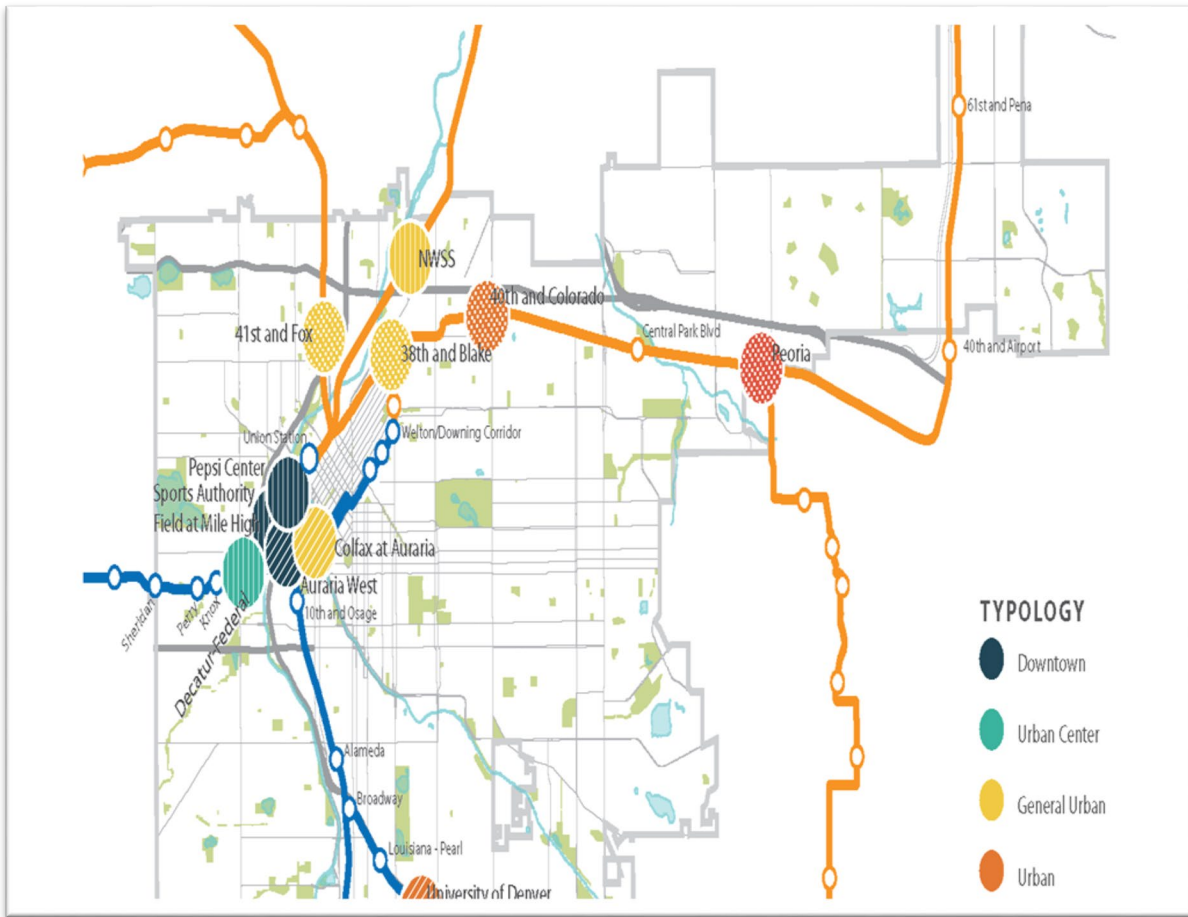 61st and Pena
NWSS
40th and Colorado
41st and Fox
38th and Blake
Central Park Blvd
Peoria
40th and Airport
Union Station
Welton/Downing Corridor
Pepsi Center
Sports Authority
Field at Mile High
Colfax at Auraria
Auraria West
10th and Osage
Sheridan
Perry
Knox
Decatur-Federal
Alameda
Broadway
Louisiana - Pearl
University of Denver
TYPOLOGY
Downtown
Urban Center
General Urban
Urban